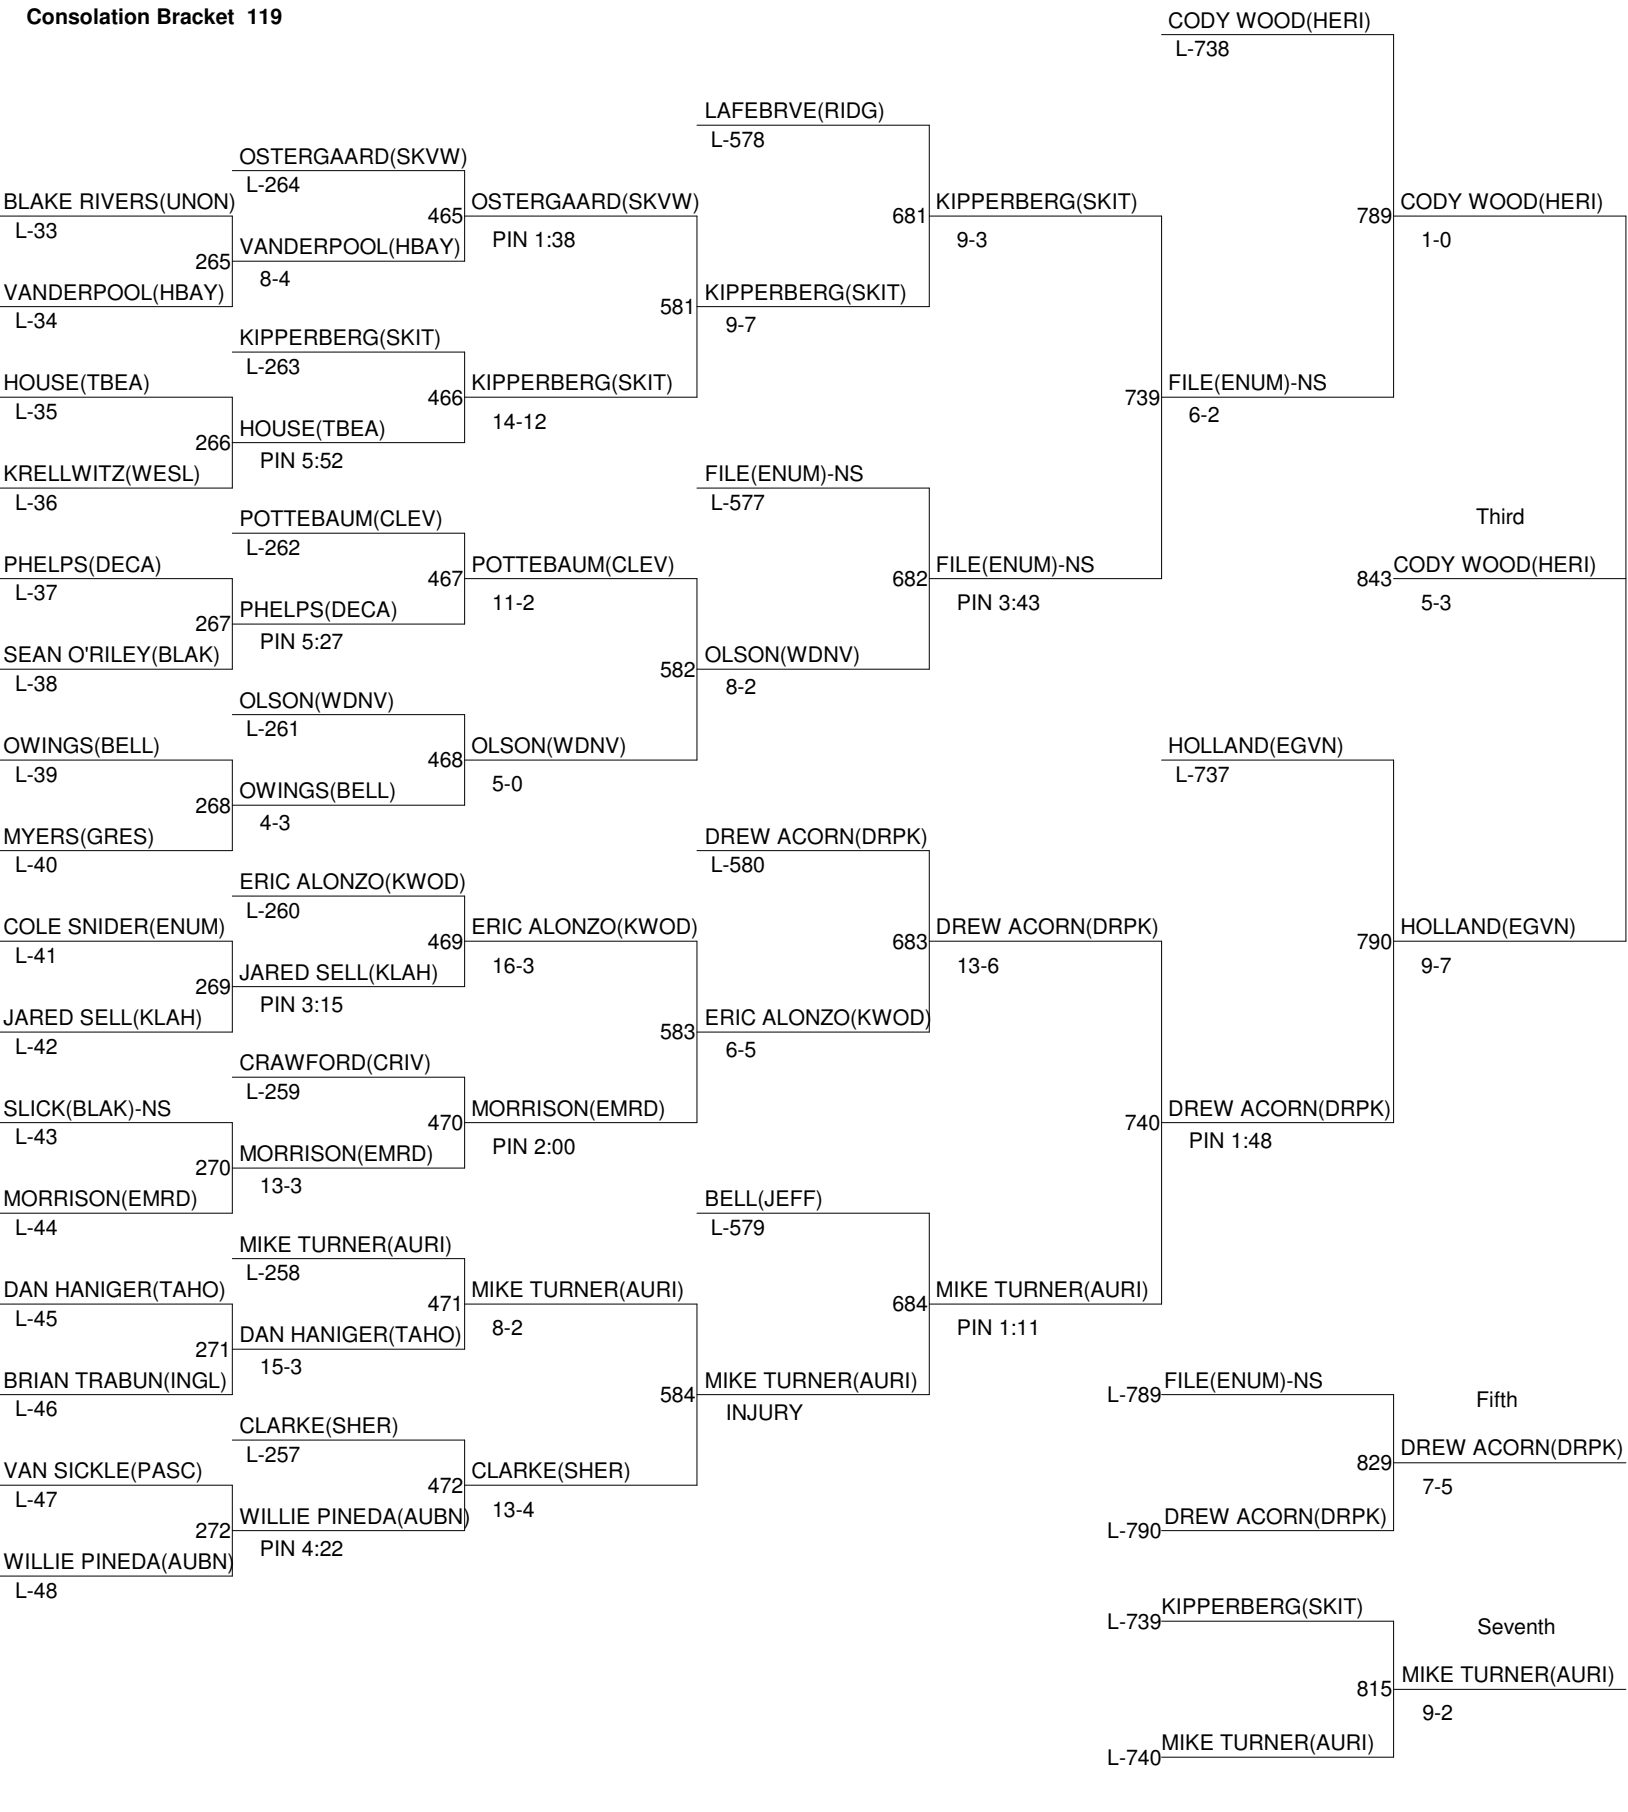 Consolation Bracket 119
CODY WOOD(HERI)
L-738
LAFEBRVE(RIDG)
L-578
OSTERGAARD(SKVW)
L-264
BLAKE RIVERS(UNON)
L-33
465
OSTERGAARD(SKVW)
PIN 1:38
681
KIPPERBERG(SKIT)
9-3
789
CODY WOOD(HERI)
1-0
265
VANDERPOOL(HBAY)
8-4
VANDERPOOL(HBAY)
L-34
581
KIPPERBERG(SKIT)
9-7
KIPPERBERG(SKIT)
L-263
HOUSE(TBEA)
L-35
466
KIPPERBERG(SKIT)
14-12
739
FILE(ENUM)-NS
6-2
266
HOUSE(TBEA)
PIN 5:52
KRELLWITZ(WESL)
L-36
FILE(ENUM)-NS
L-577
POTTEBAUM(CLEV)
L-262
Third
PHELPS(DECA)
L-37
467
POTTEBAUM(CLEV)
11-2
682
FILE(ENUM)-NS
PIN 3:43
843
CODY WOOD(HERI)
5-3
267
PHELPS(DECA)
PIN 5:27
SEAN O'RILEY(BLAK)
L-38
582
OLSON(WDNV)
8-2
OLSON(WDNV)
L-261
OWINGS(BELL)
L-39
468
OLSON(WDNV)
5-0
HOLLAND(EGVN)
L-737
268
OWINGS(BELL)
4-3
MYERS(GRES)
L-40
DREW ACORN(DRPK)
L-580
ERIC ALONZO(KWOD)
L-260
COLE SNIDER(ENUM)
L-41
469
ERIC ALONZO(KWOD)
16-3
683
DREW ACORN(DRPK)
13-6
790
HOLLAND(EGVN)
9-7
269
JARED SELL(KLAH)
PIN 3:15
JARED SELL(KLAH)
L-42
583
ERIC ALONZO(KWOD)
6-5
CRAWFORD(CRIV)
L-259
SLICK(BLAK)-NS
L-43
470
MORRISON(EMRD)
PIN 2:00
740
DREW ACORN(DRPK)
PIN 1:48
270
MORRISON(EMRD)
13-3
MORRISON(EMRD)
L-44
BELL(JEFF)
L-579
MIKE TURNER(AURI)
L-258
DAN HANIGER(TAHO)
L-45
471
MIKE TURNER(AURI)
8-2
684
MIKE TURNER(AURI)
PIN 1:11
271
DAN HANIGER(TAHO)
15-3
BRIAN TRABUN(INGL)
L-46
584
MIKE TURNER(AURI)
INJURY
L-789
FILE(ENUM)-NS
Fifth
CLARKE(SHER)
L-257
829
DREW ACORN(DRPK)
7-5
VAN SICKLE(PASC)
L-47
472
CLARKE(SHER)
13-4
272
WILLIE PINEDA(AUBN)
PIN 4:22
L-790
DREW ACORN(DRPK)
WILLIE PINEDA(AUBN)
L-48
L-739
KIPPERBERG(SKIT)
Seventh
815
MIKE TURNER(AURI)
9-2
L-740
MIKE TURNER(AURI)